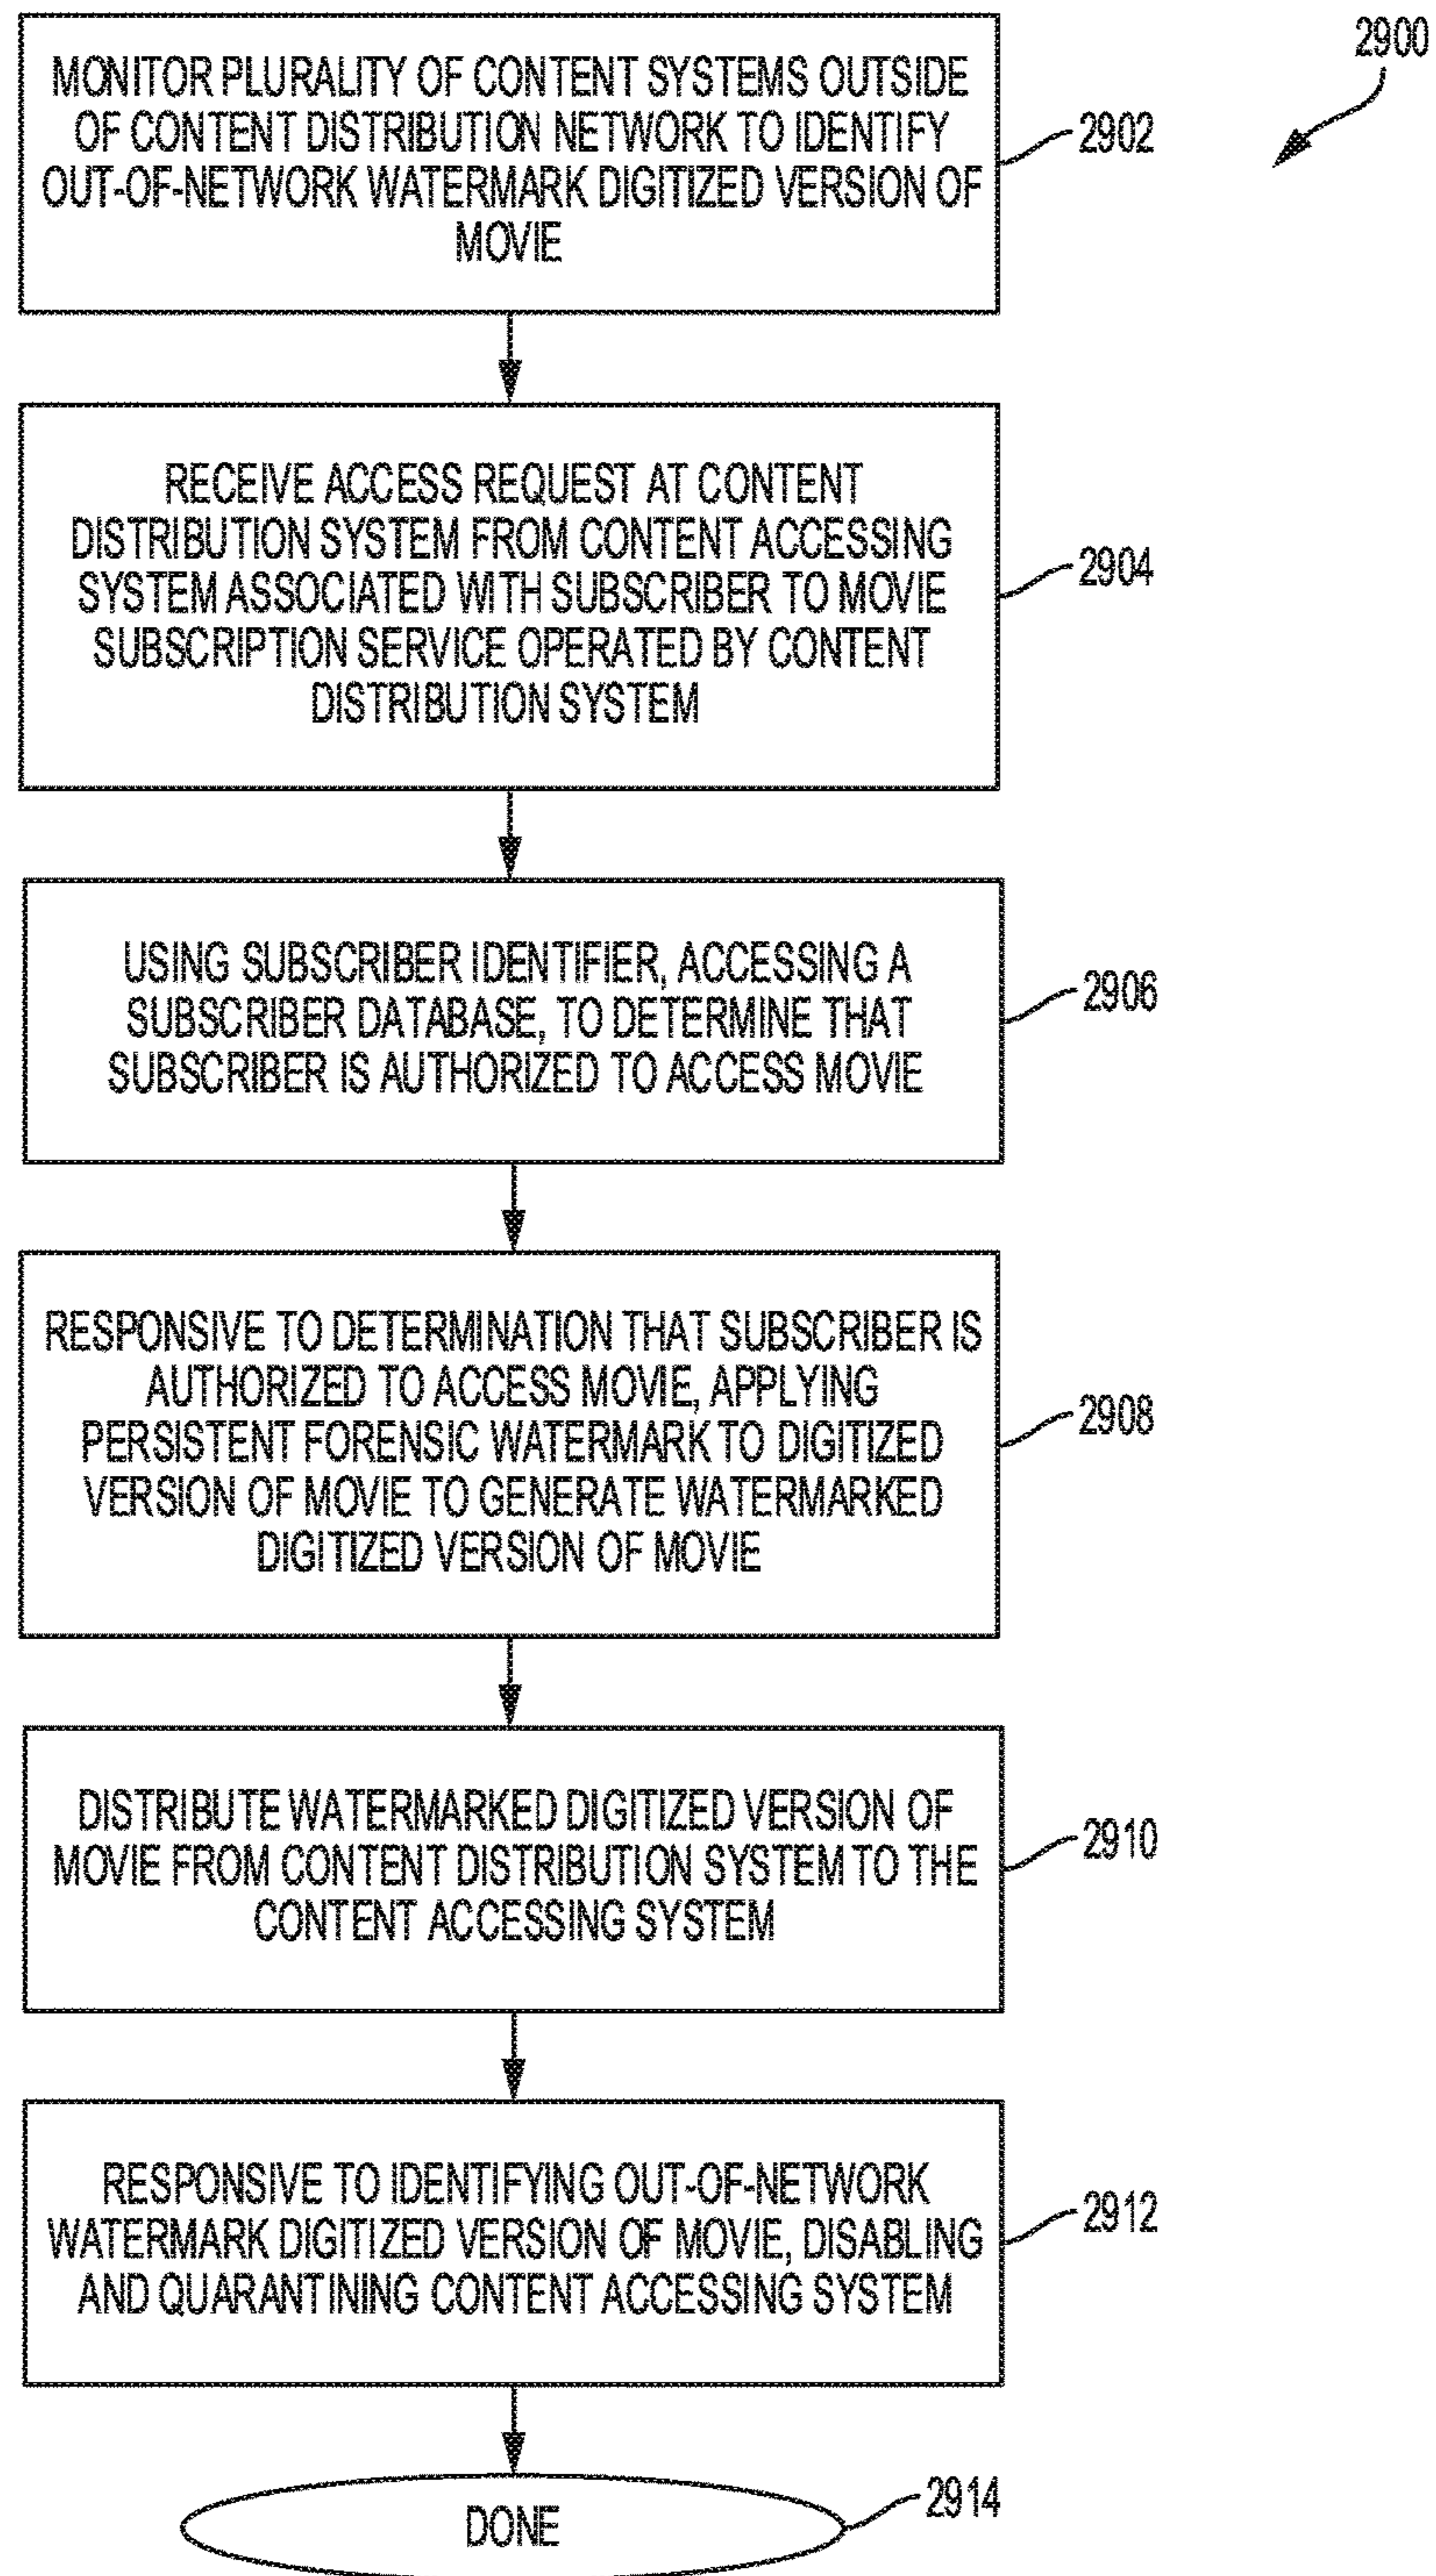 2900
MONITOR PLURALITY OF CONTENT SYSTEMS OUTSIDE
OF CONTENT DISTRIBUTION NETWORK TO IDENTIFY
OUT-OF-NETWORK WATERMARK DIGITIZED VERSION OF
MOVIE
2902
RECEIVE ACCESS REQUEST AT CONTENT
DISTRIBUTION SYSTEM FROM CONTENT ACCESSING
SYSTEM ASSOCIATED WITH SUBSCRIBER TO MOVIE
SUBSCRIPTION SERVICE OPERATED BY CONTENT
DISTRIBUTION SYSTEM
2904
USING SUBSCRIBER IDENTIFIER, ACCESSING A
SUBSCRIBER DATABASE, TO DETERMINE THAT
SUBSCRIBER IS AUTHORIZED TO ACCESS MOVIE
2906
RESPONSIVE TO DETERMINATION THAT SUBSCRIBER IS
AUTHORIZED TO ACCESS MOVIE, APPLYING
PERSISTENT FORENSIC WATERMARK TO DIGITIZED
VERSION OF MOVIE TO GENERATE WATERMARKED
DIGITIZED VERSION OF MOVIE
2908
DISTRIBUTE WATERMARKED DIGITIZED VERSION OF
MOVIE FROM CONTENT DISTRIBUTION SYSTEM TO THE
CONTENT ACCESSING SYSTEM
2910
RESPONSIVE TO IDENTIFYING OUT-OF-NETWORK
WATERMARK DIGITIZED VERSION OF MOVIE, DISABLING
AND QUARANTINING CONTENT ACCESSING SYSTEM
2912
DONE
2914